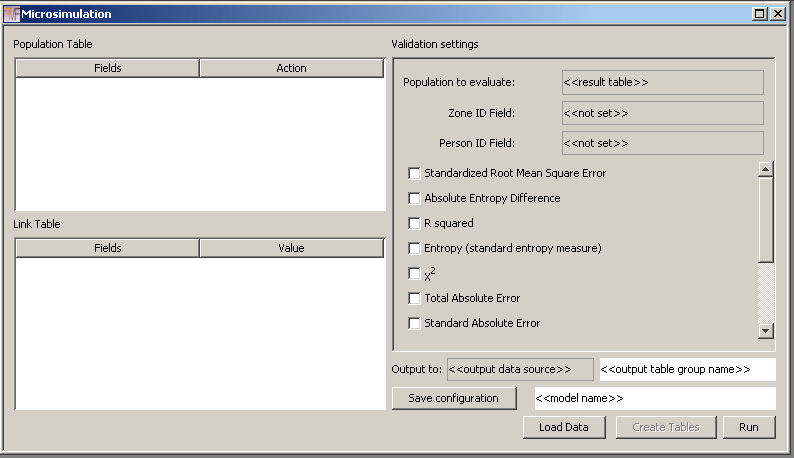 Microsimulation
Population Table
Fields Action
Link Table
Fields Value
Validation settings
Population to evaluate: <<result table>>
Zone ID Field: <<not set>>
Person ID Field: <<not set>>
Standardized Root Mean Square Error
Absolute Entropy Difference
R squared
Entropy (standard entropy measure)
X²
Total Absolute Error
Standard Absolute Error
Output to: <<output data source>> <<output table group name>>
Save configuration <<model name>>
Load Data Create Tables Run